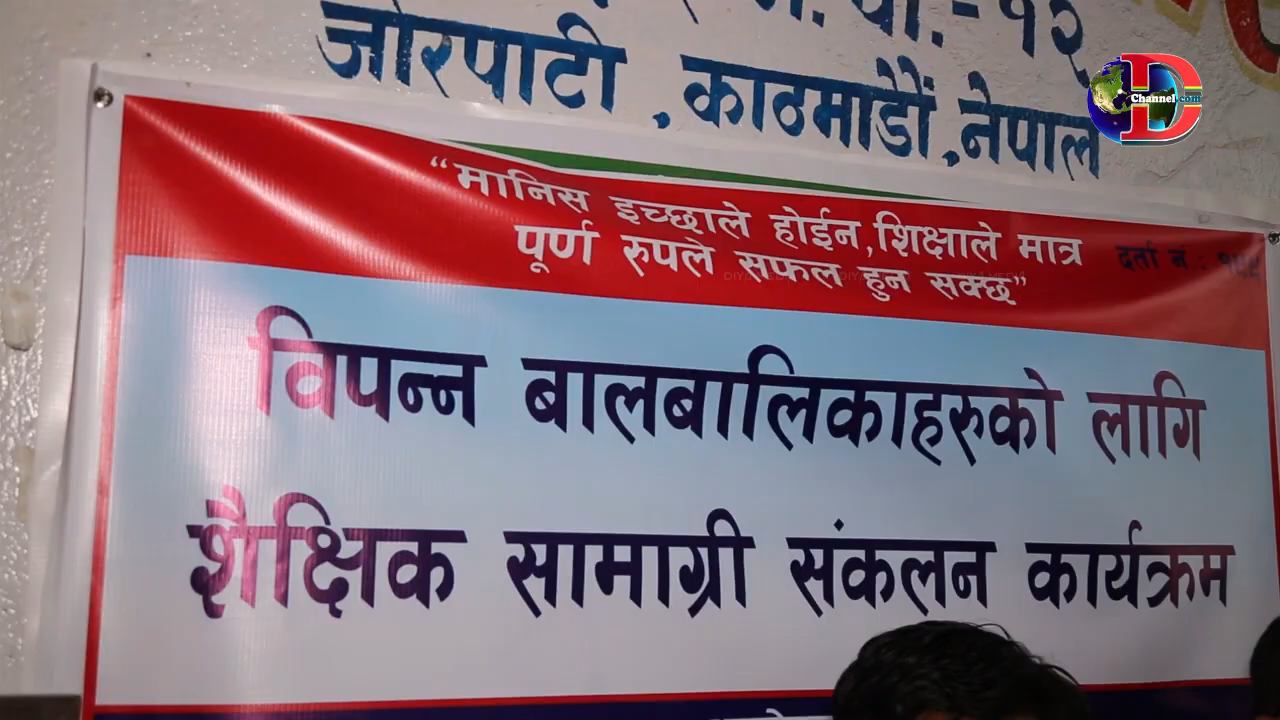 जोरपाटी, काठमाडौं, नेपाल
D
Channel.com
“मानिस इच्छाले होईन, शिक्षाले मात्र
पूर्ण रुपले सफल हुन सक्छ”
दर्ता नं :
विपन्न बालबालिकाहरुको लागि
शैक्षिक सामाग्री संकलन कार्यक्रम